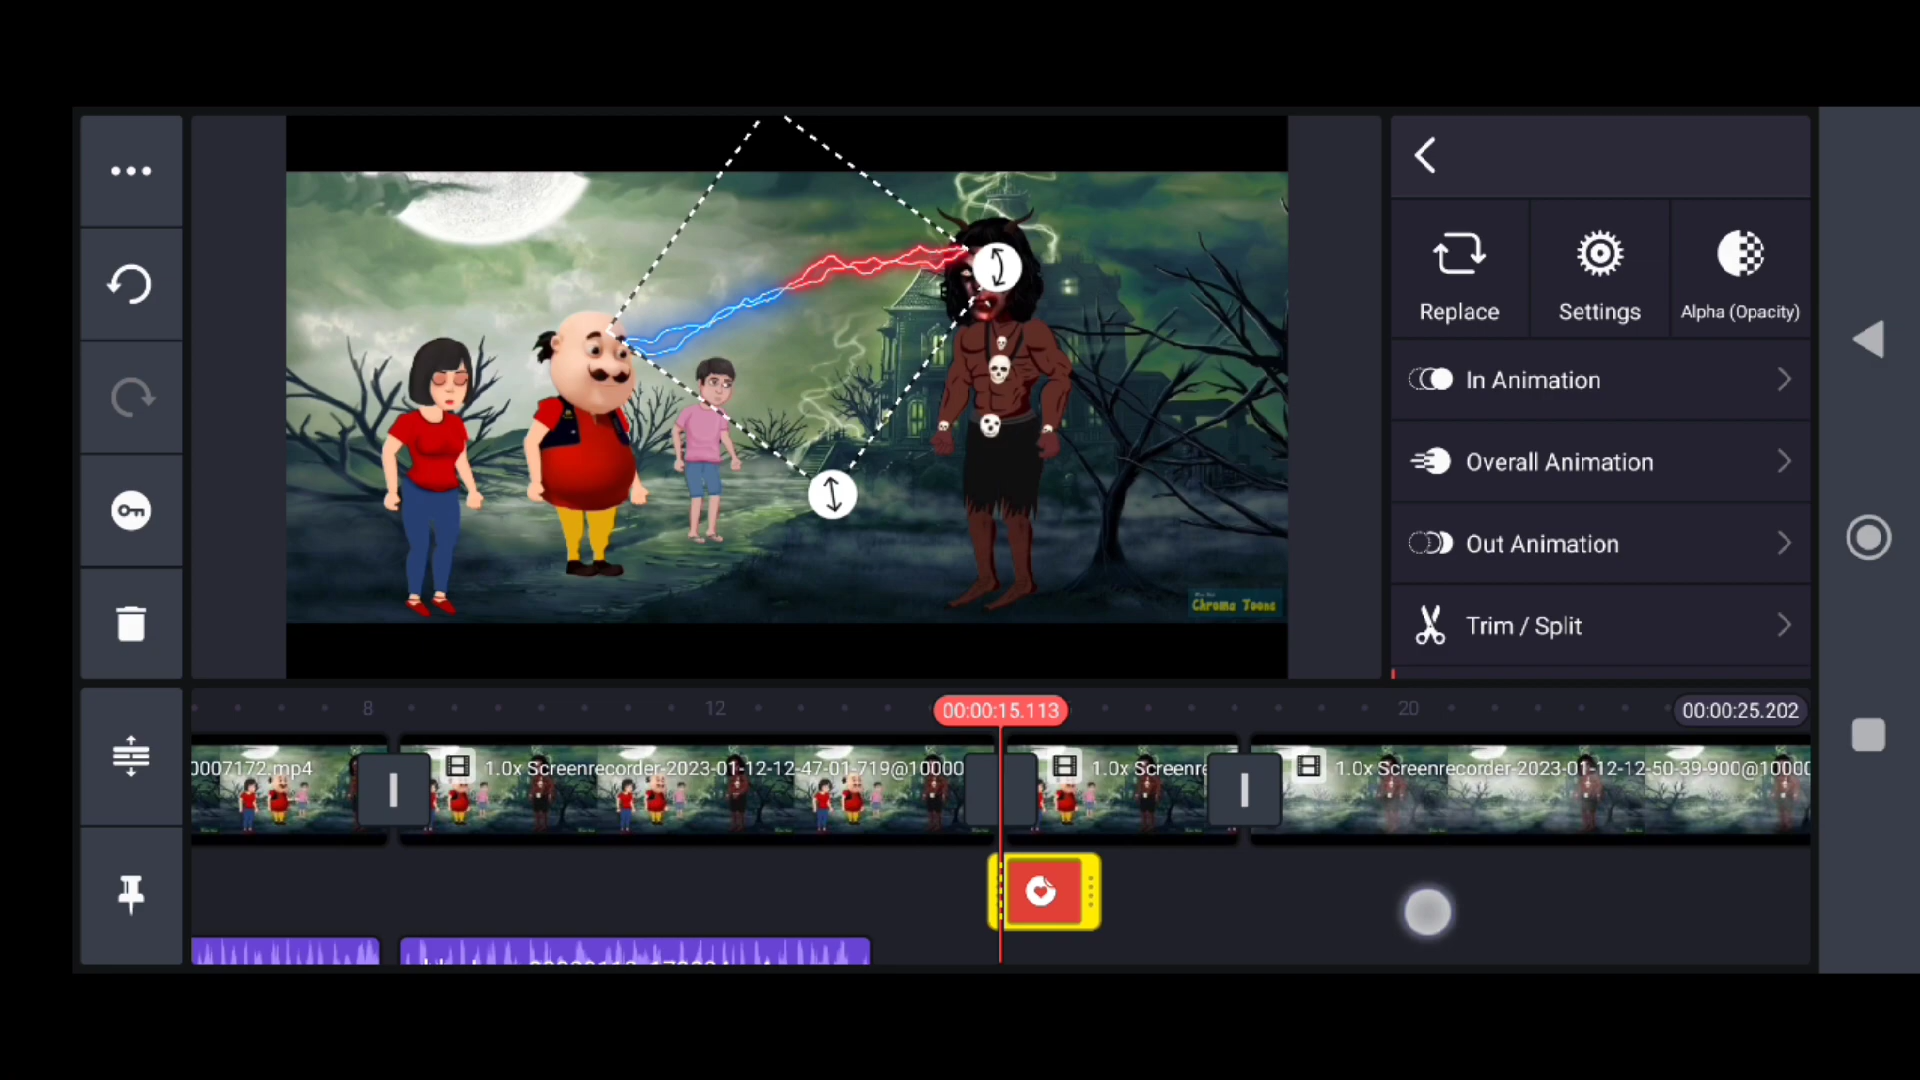 Replace
Settings
Alpha (Opacity)
In Animation
Overall Animation
Out Animation
Trim / Split
Chroma Toons
8
12
00:00:15.113
20
00:00:25.202
0007172.mp4
1.0x Screenrecorder-2023-01-12-12-47-01-719@10000
1.0x Screenre
1.0x Screenrecorder-2023-01-12-12-50-39-900@10000